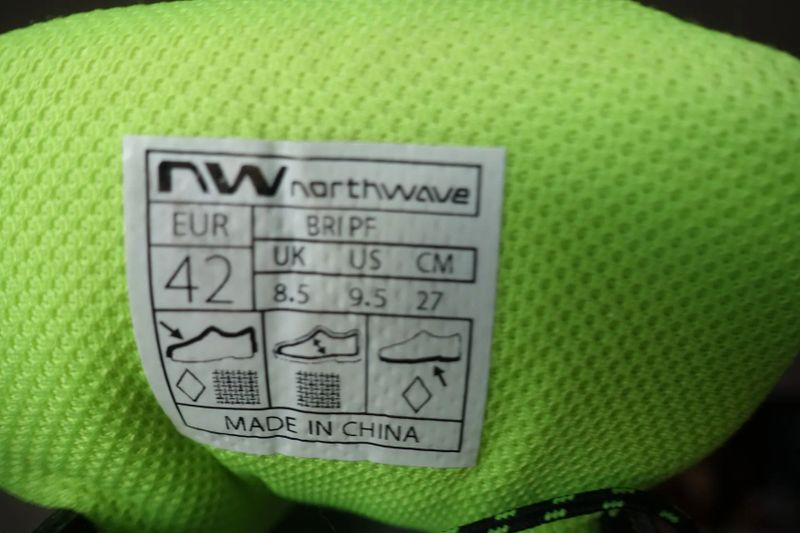 NW northwave
EUR BRI PF
42 UK US CM
8.5 9.5 27
MADE IN CHINA